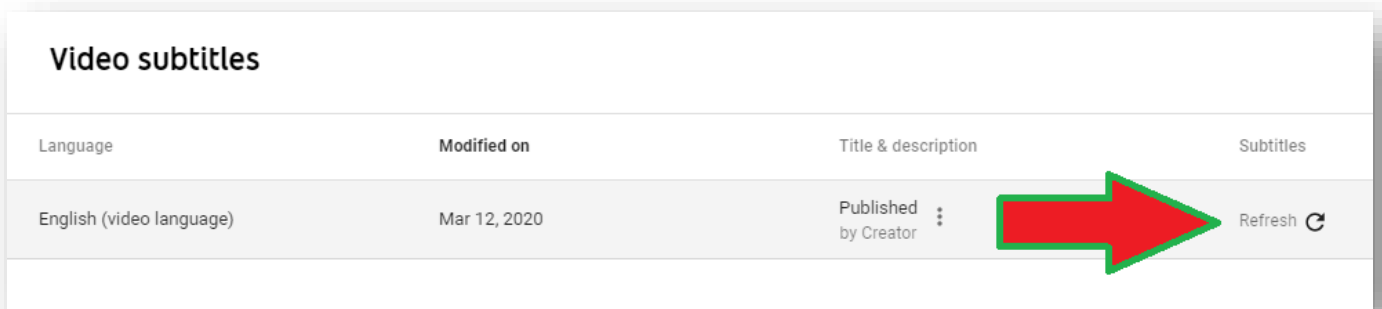 Video subtitles
Language Modified on Title & description Subtitles
English (video language) Mar 12, 2020 Published Refresh
by Creator